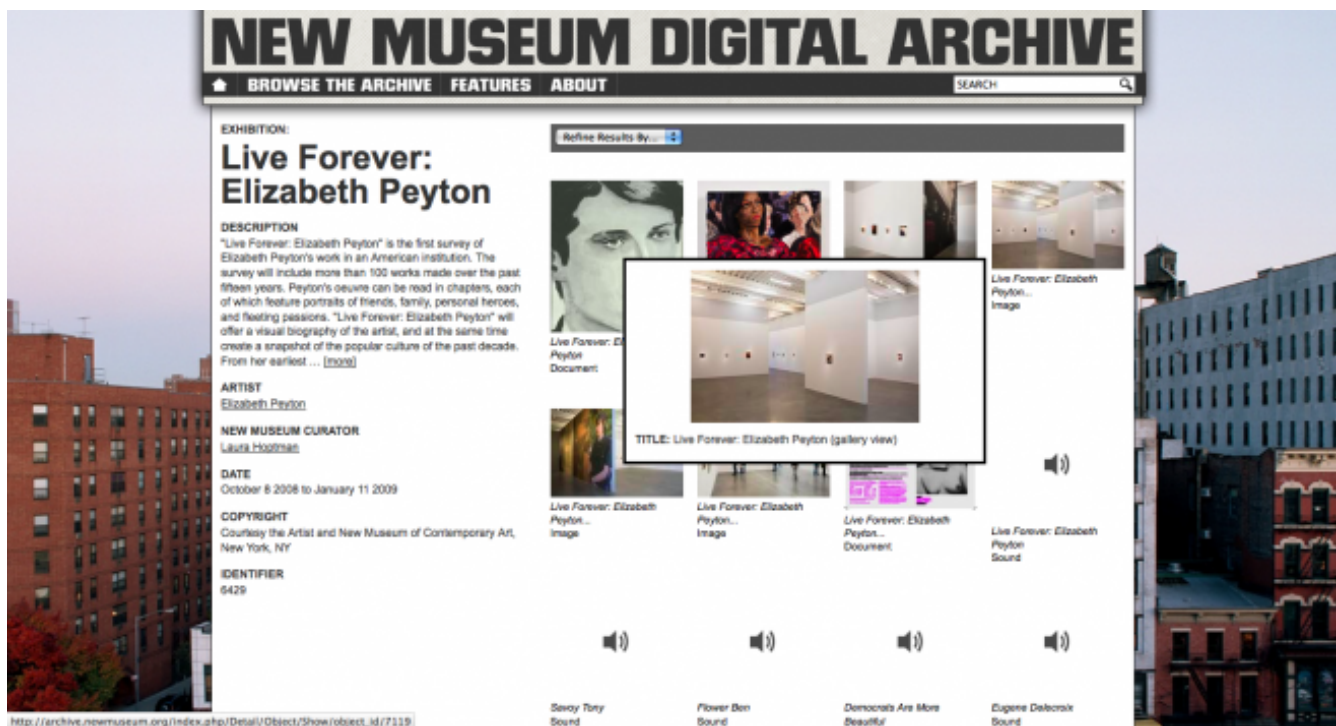 NEW MUSEUM DIGITAL ARCHIVE
BROWSE THE ARCHIVE FEATURES ABOUT
SEARCH
EXHIBITION:
Live Forever:
Elizabeth Peyton
DESCRIPTION
"Live Forever: Elizabeth Peyton" is the first survey of
Elizabeth Peyton's work in an American institution. The
survey will include more than 100 works made over the past
fifteen years. Peyton's oeuvre can be read in chapters, each
of which feature portraits of friends, family, personal heroes,
and fleeting passions. "Live Forever: Elizabeth Peyton" will
offer a visual biography of the artist, and at the same time
create a snapshot of the popular culture of the past decade.
From her earliest ... [more]
ARTIST
Elizabeth Peyton
NEW MUSEUM CURATOR
Laura Hoptman
DATE
October 8 2008 to January 11 2009
COPYRIGHT
Courtesy the Artist and New Museum of Contemporary Art,
New York, NY
IDENTIFIER
6429
Refine Results By...
Live Forever: Elizabeth
Peyton...
Image
Live Forever: El
Peyton
Document
TITLE: Live Forever: Elizabeth Peyton (gallery view)
Live Forever: Elizabeth
Peyton...
Image
Live Forever: Elizabeth
Peyton...
Image
Live Forever: Elizabeth
Peyton...
Document
Live Forever: Elizabeth
Peyton
Sound
Savoy Tony
Sound
Flower Ben
Sound
Democrats Are More
Beautiful
Eugene Delacroix
Sound
http://archive.newmuseum.org/index.php/Detail/Object/Show/object_id/7119